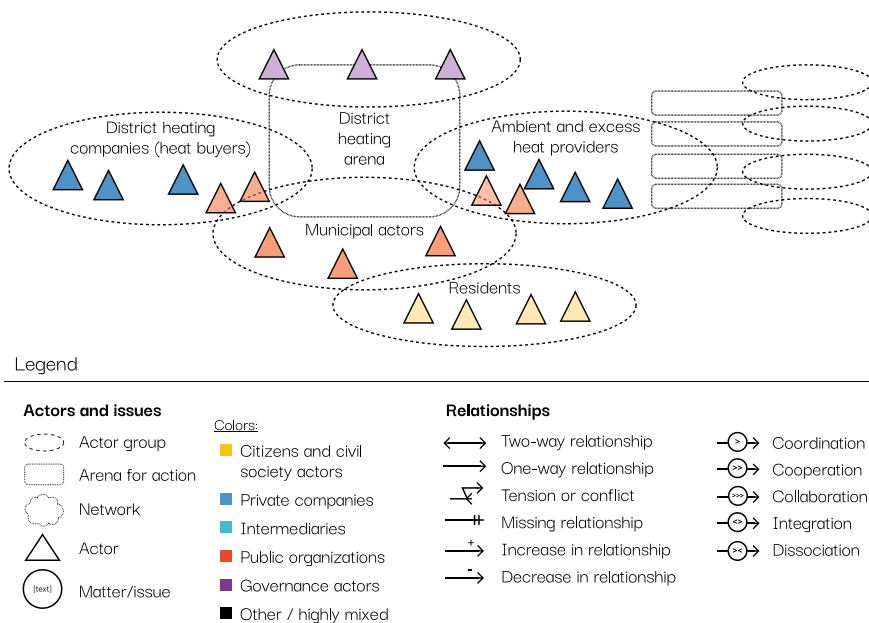 District heating
companies (heat buyers)
District
heating
arena
Ambient and excess
heat providers
Municipal actors
Residents
Legend
Actors and issues
Actor group
Arena for action
Network
Actor
[text]
Matter/issue
Colors:
Citizens and civil
society actors
Private companies
Intermediaries
Public organizations
Governance actors
Other / highly mixed
Relationships
Two-way relationship
One-way relationship
Tension or conflict
Missing relationship
+
Increase in relationship
-
Decrease in relationship
> Coordination
>> Cooperation
>>> Collaboration
<> Integration
>< Dissociation